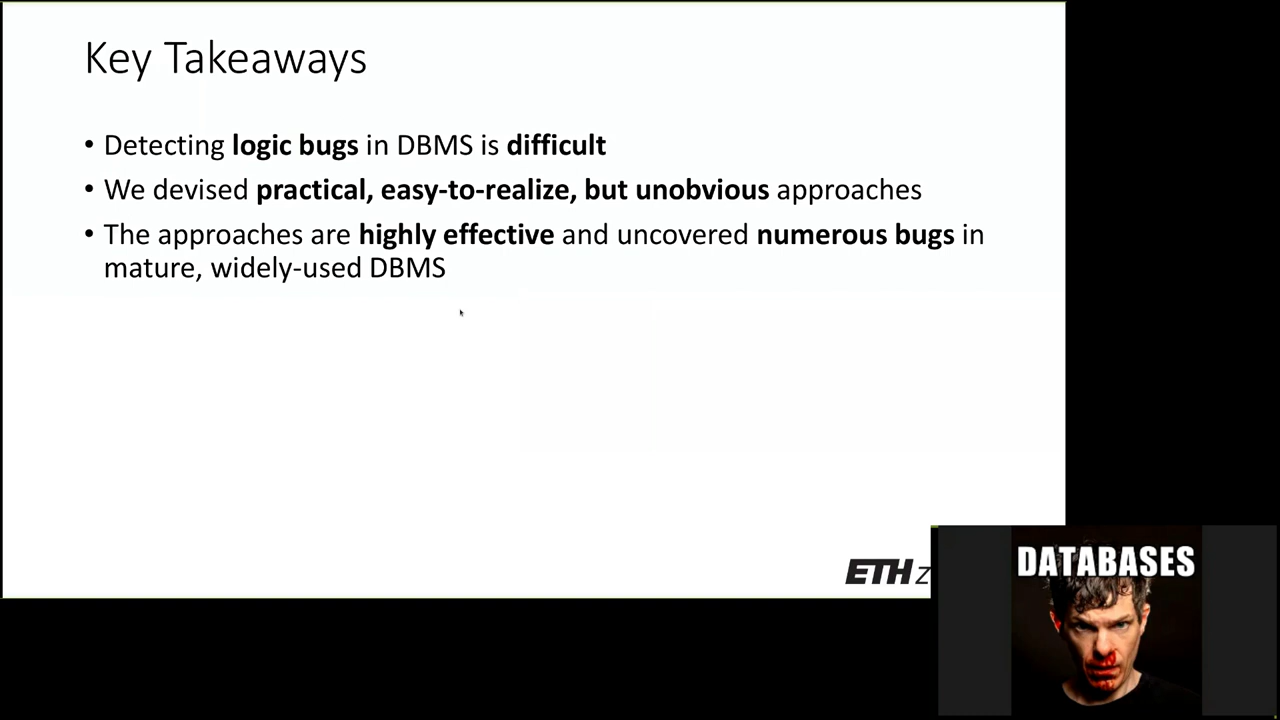 Key Takeaways
• Detecting logic bugs in DBMS is difficult
• We devised practical, easy-to-realize, but unobvious approaches
• The approaches are highly effective and uncovered numerous bugs in
mature, widely-used DBMS
ETH z
DATABASES